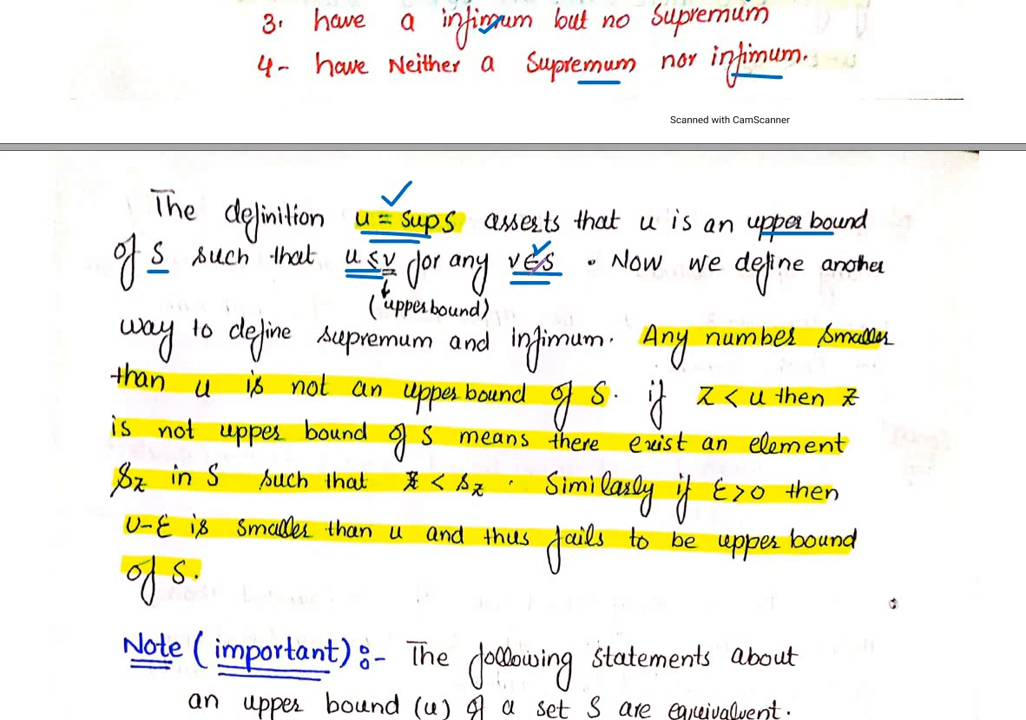 3. have a infimum but no Supremum
4- have Neither a Supremum nor infimum.
Scanned with CamScanner
The definition u = sup S asserts that u is an upper bound
of S such that u ≤ v for any v ∈ S . Now we define another
(upper bound)
way to define supremum and infimum. Any number smaller
than u is not an upper bound of S. if z < u then z
is not upper bound of S means there exist an element
Sz in S such that z < Sz . Similarly if ε>0 then
U-ε is smaller than u and thus fails to be upper bound
of S.
Note (important) :- The following statements about
an upper bound (u) of a set S are equivalent.